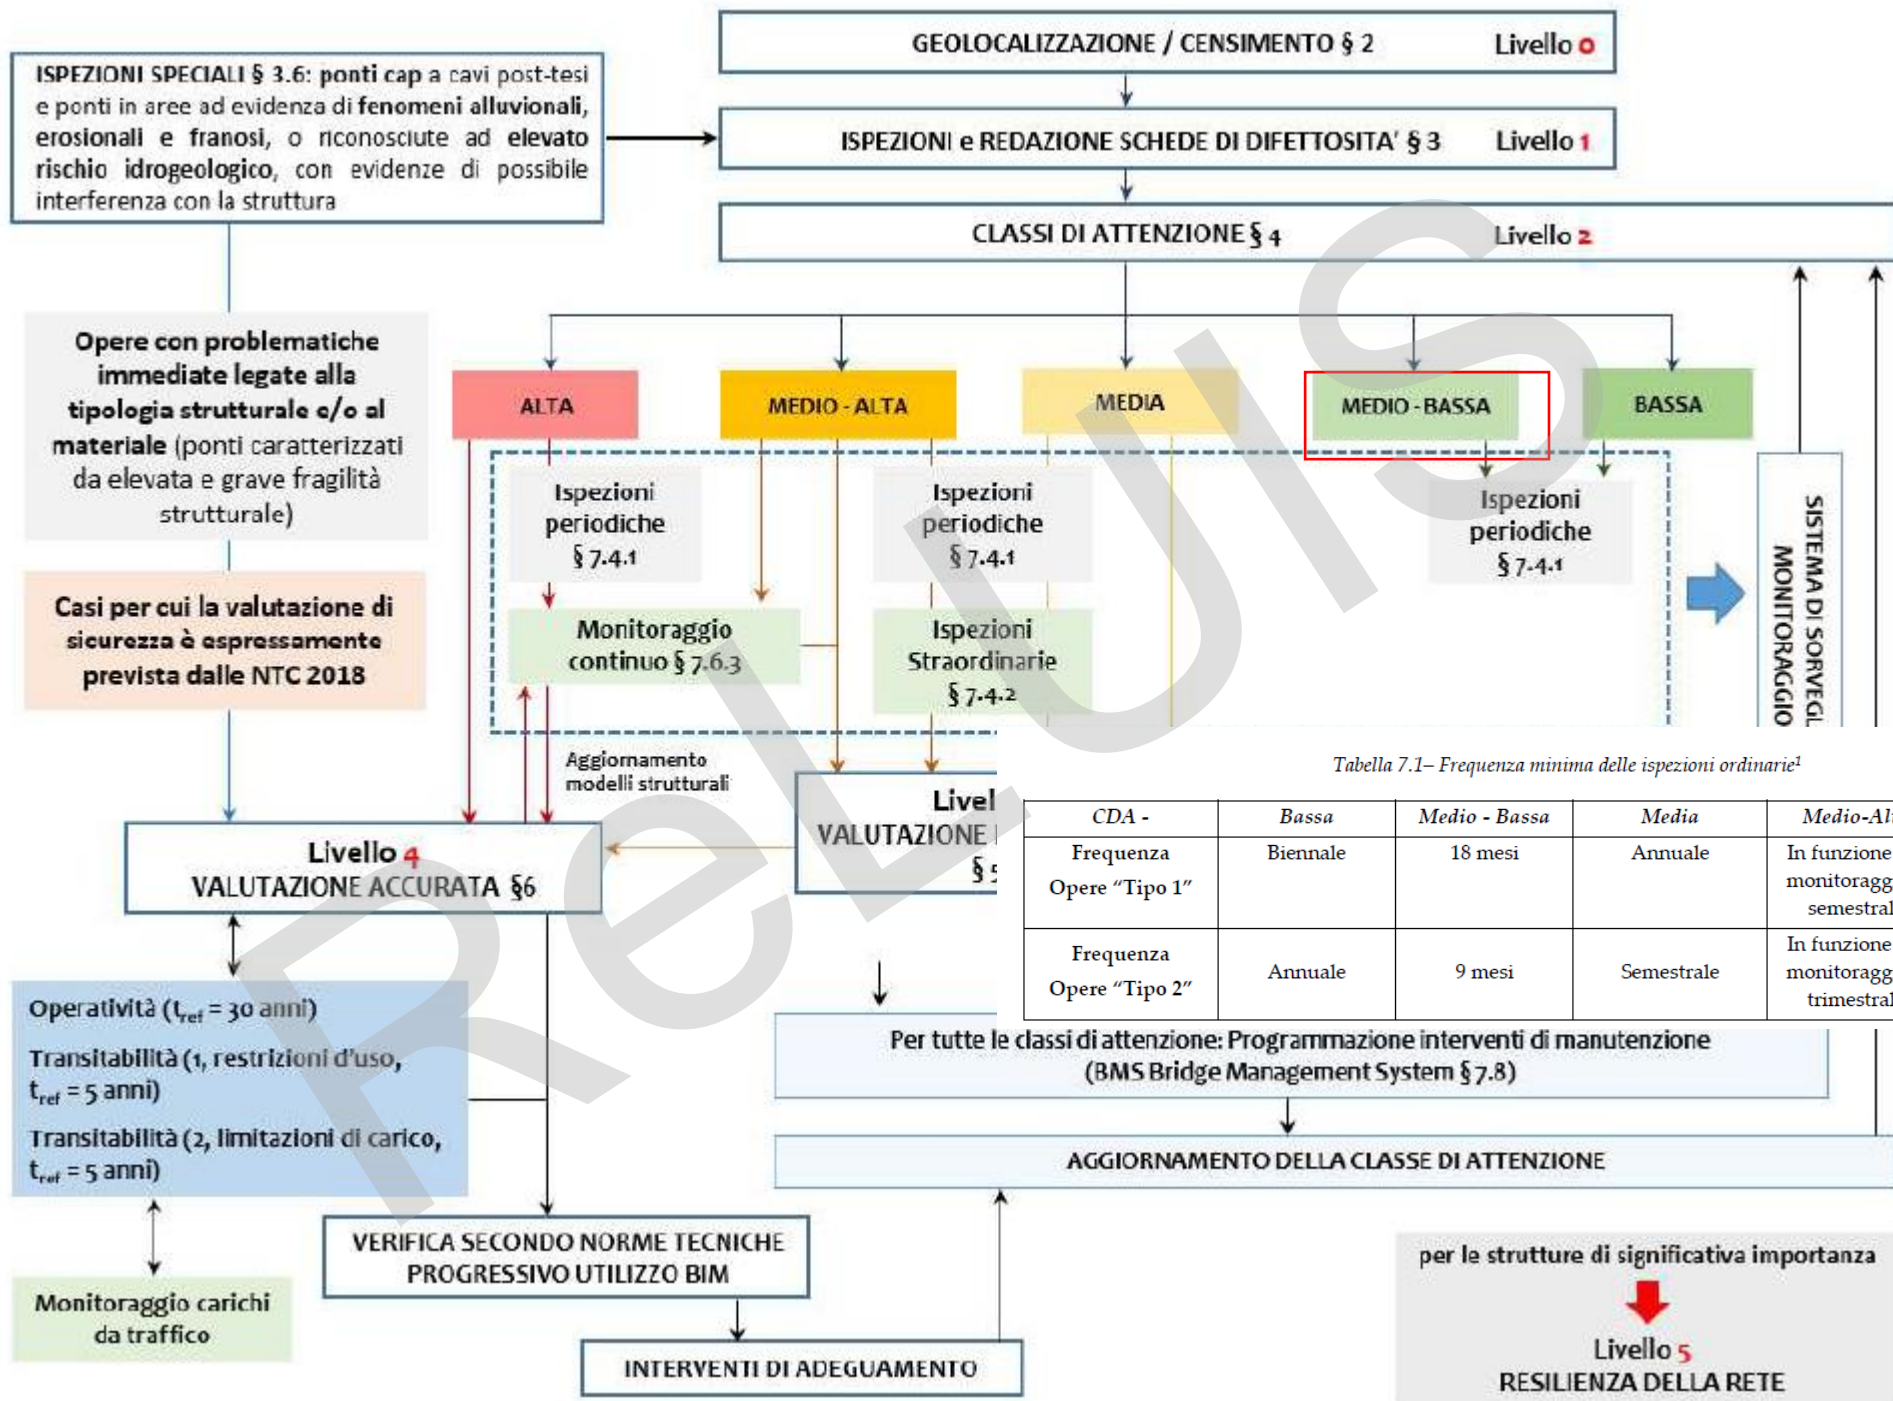 GEOLOCALIZZAZIONE / CENSIMENTO § 2 Livello 0
ISPEZIONI SPECIALI § 3.6: ponti cap a cavi post-tesi
e ponti in aree ad evidenza di fenomeni alluvionali,
erosionali e franosi, o riconosciute ad elevato
rischio idrogeologico, con evidenze di possibile
interferenza con la struttura
ISPEZIONI e REDAZIONE SCHEDE DI DIFETTOSITA' § 3 Livello 1
CLASSI DI ATTENZIONE § 4 Livello 2
Opere con problematiche
immediate legate alla
tipologia strutturale e/o al
materiale (ponti caratterizzati
da elevata e grave fragilità
strutturale)
ALTA
MEDIO - ALTA
MEDIA
MEDIO - BASSA
BASSA
Ispezioni
periodiche
§ 7.4.1
Ispezioni
periodiche
§ 7.4.1
Ispezioni
periodiche
§ 7.4.1
Casi per cui la valutazione di
sicurezza è espressamente
prevista dalle NTC 2018
Monitoraggio
continuo § 7.6.3
Ispezioni
Straordinarie
§ 7.4.2
SISTEMA DI SORVEGL
MONITORAGGIO
Aggiornamento
modelli strutturali
Livel
VALUTAZIONE
§ 5
Livello 4
VALUTAZIONE ACCURATA §6
Tabella 7.1– Frequenza minima delle ispezioni ordinarie¹
CDA - Bassa Medio - Bassa Media Medio-Al
Frequenza
Opere “Tipo 1” Biennale 18 mesi Annuale In funzione
monitoragg
semestral
Frequenza
Opere “Tipo 2” Annuale 9 mesi Semestrale In funzione
monitoragg
trimestral
Operatività (tref = 30 anni)
Transitabilità (1, restrizioni d'uso,
tref = 5 anni)
Transitabilità (2, limitazioni di carico,
tref = 5 anni)
Per tutte le classi di attenzione: Programmazione interventi di manutenzione
(BMS Bridge Management System § 7.8)
AGGIORNAMENTO DELLA CLASSE DI ATTENZIONE
VERIFICA SECONDO NORME TECNICHE
PROGRESSIVO UTILIZZO BIM
Monitoraggio carichi
da traffico
INTERVENTI DI ADEGUAMENTO
per le strutture di significativa importanza
Livello 5
RESILIENZA DELLA RETE
ReLUIS